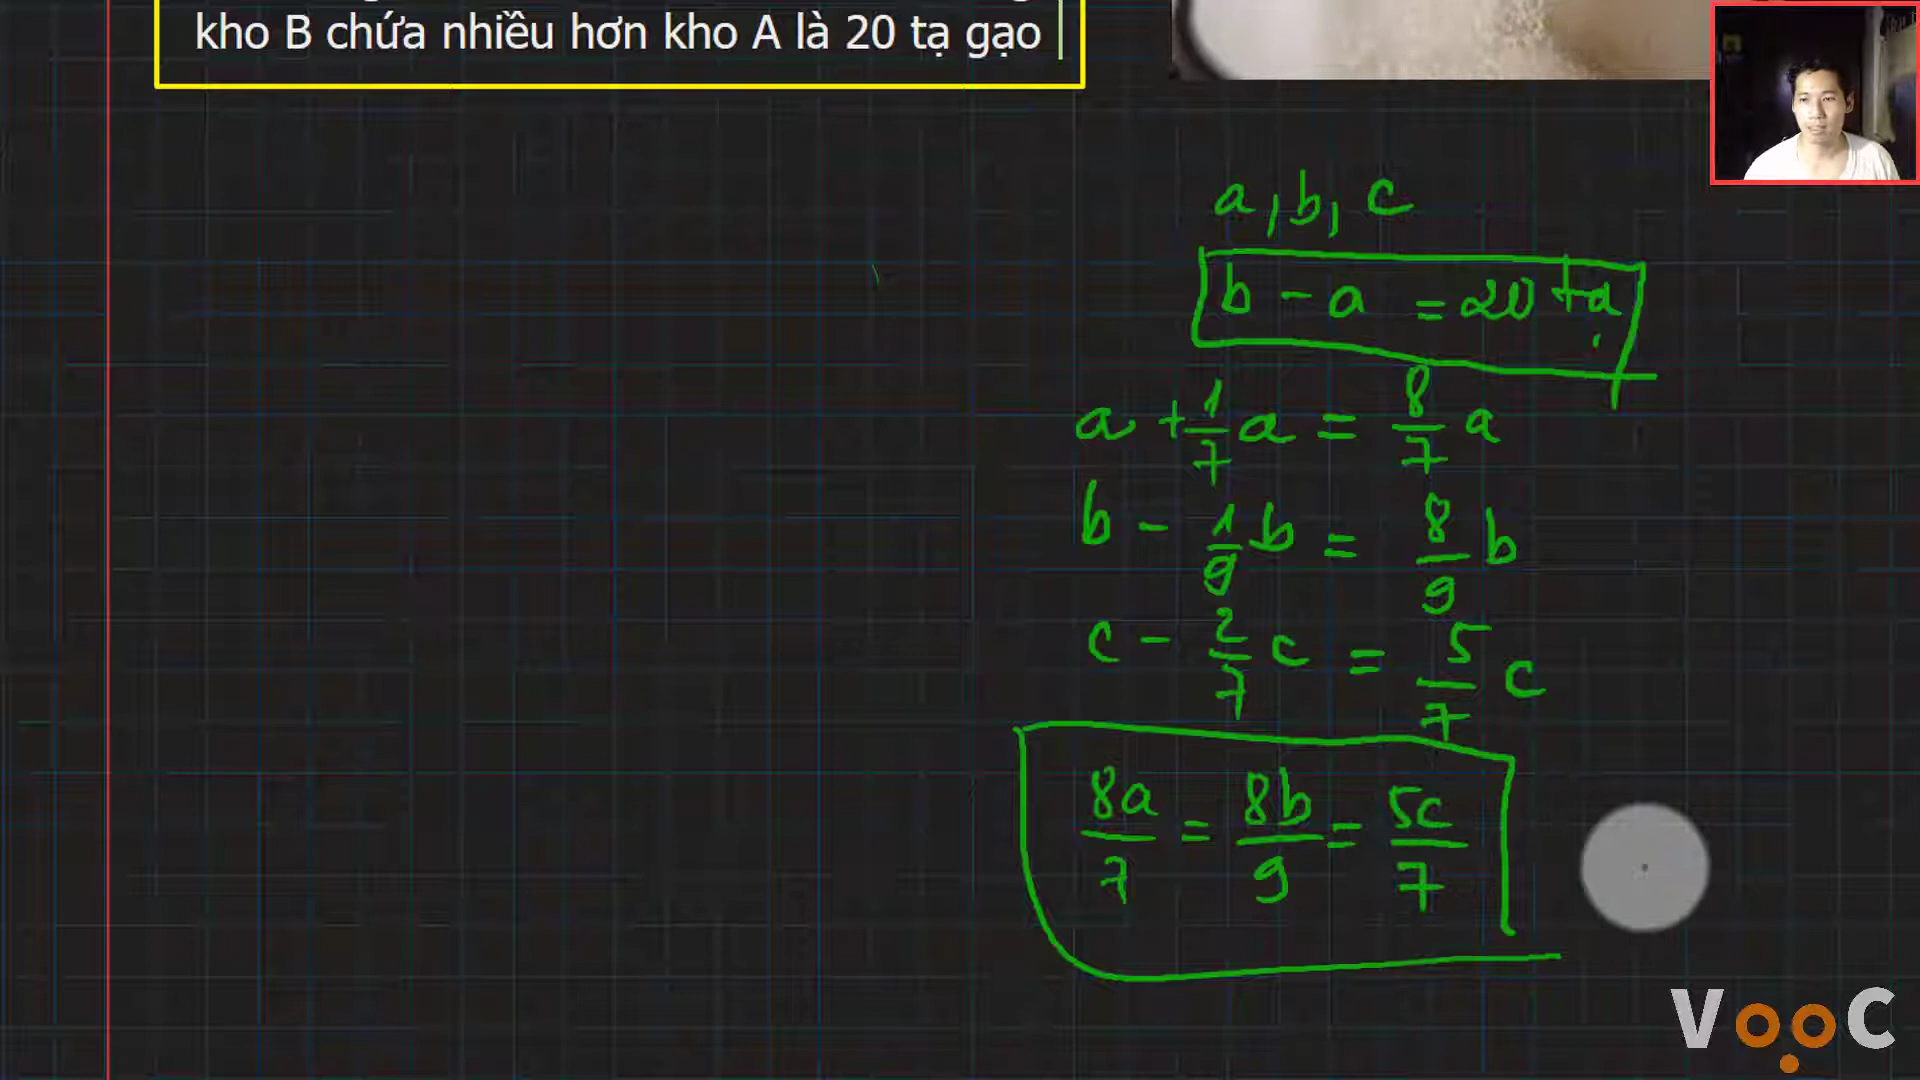 kho B chứa nhiều hơn kho A là 20 tạ gạo
a, b, c
b - a = 20 tạ
a + 1/7 a = 8/7 a
b - 1/9 b = 8/9 b
c - 2/7 c = 5/7 c
8a/7 = 8b/9 = 5c/7
VOOC